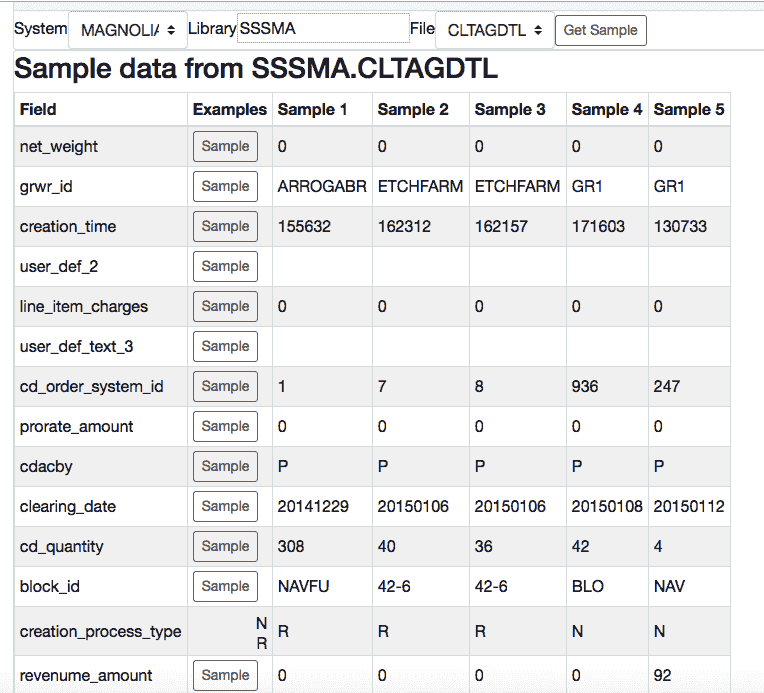 System MAGNOLIA Library SSSMA File CLTAGDTL Get Sample
Sample data from SSSMA.CLTAGDTL
Field Examples Sample 1 Sample 2 Sample 3 Sample 4 Sample 5
net_weight Sample 0 0 0 0 0
grwr_id Sample ARROGABR ETCHFARM ETCHFARM GR1 GR1
creation_time Sample 155632 162312 162157 171603 130733
user_def_2 Sample
line_item_charges Sample 0 0 0 0 0
user_def_text_3 Sample
cd_order_system_id Sample 1 7 8 936 247
prorate_amount Sample 0 0 0 0 0
cdacby Sample P P P P P
clearing_date Sample 20141229 20150106 20150106 20150108 20150112
cd_quantity Sample 308 40 36 42 4
block_id Sample NAVFU 42-6 42-6 BLO NAV
creation_process_type N R R R R N N
revenume_amount Sample 0 0 0 0 92